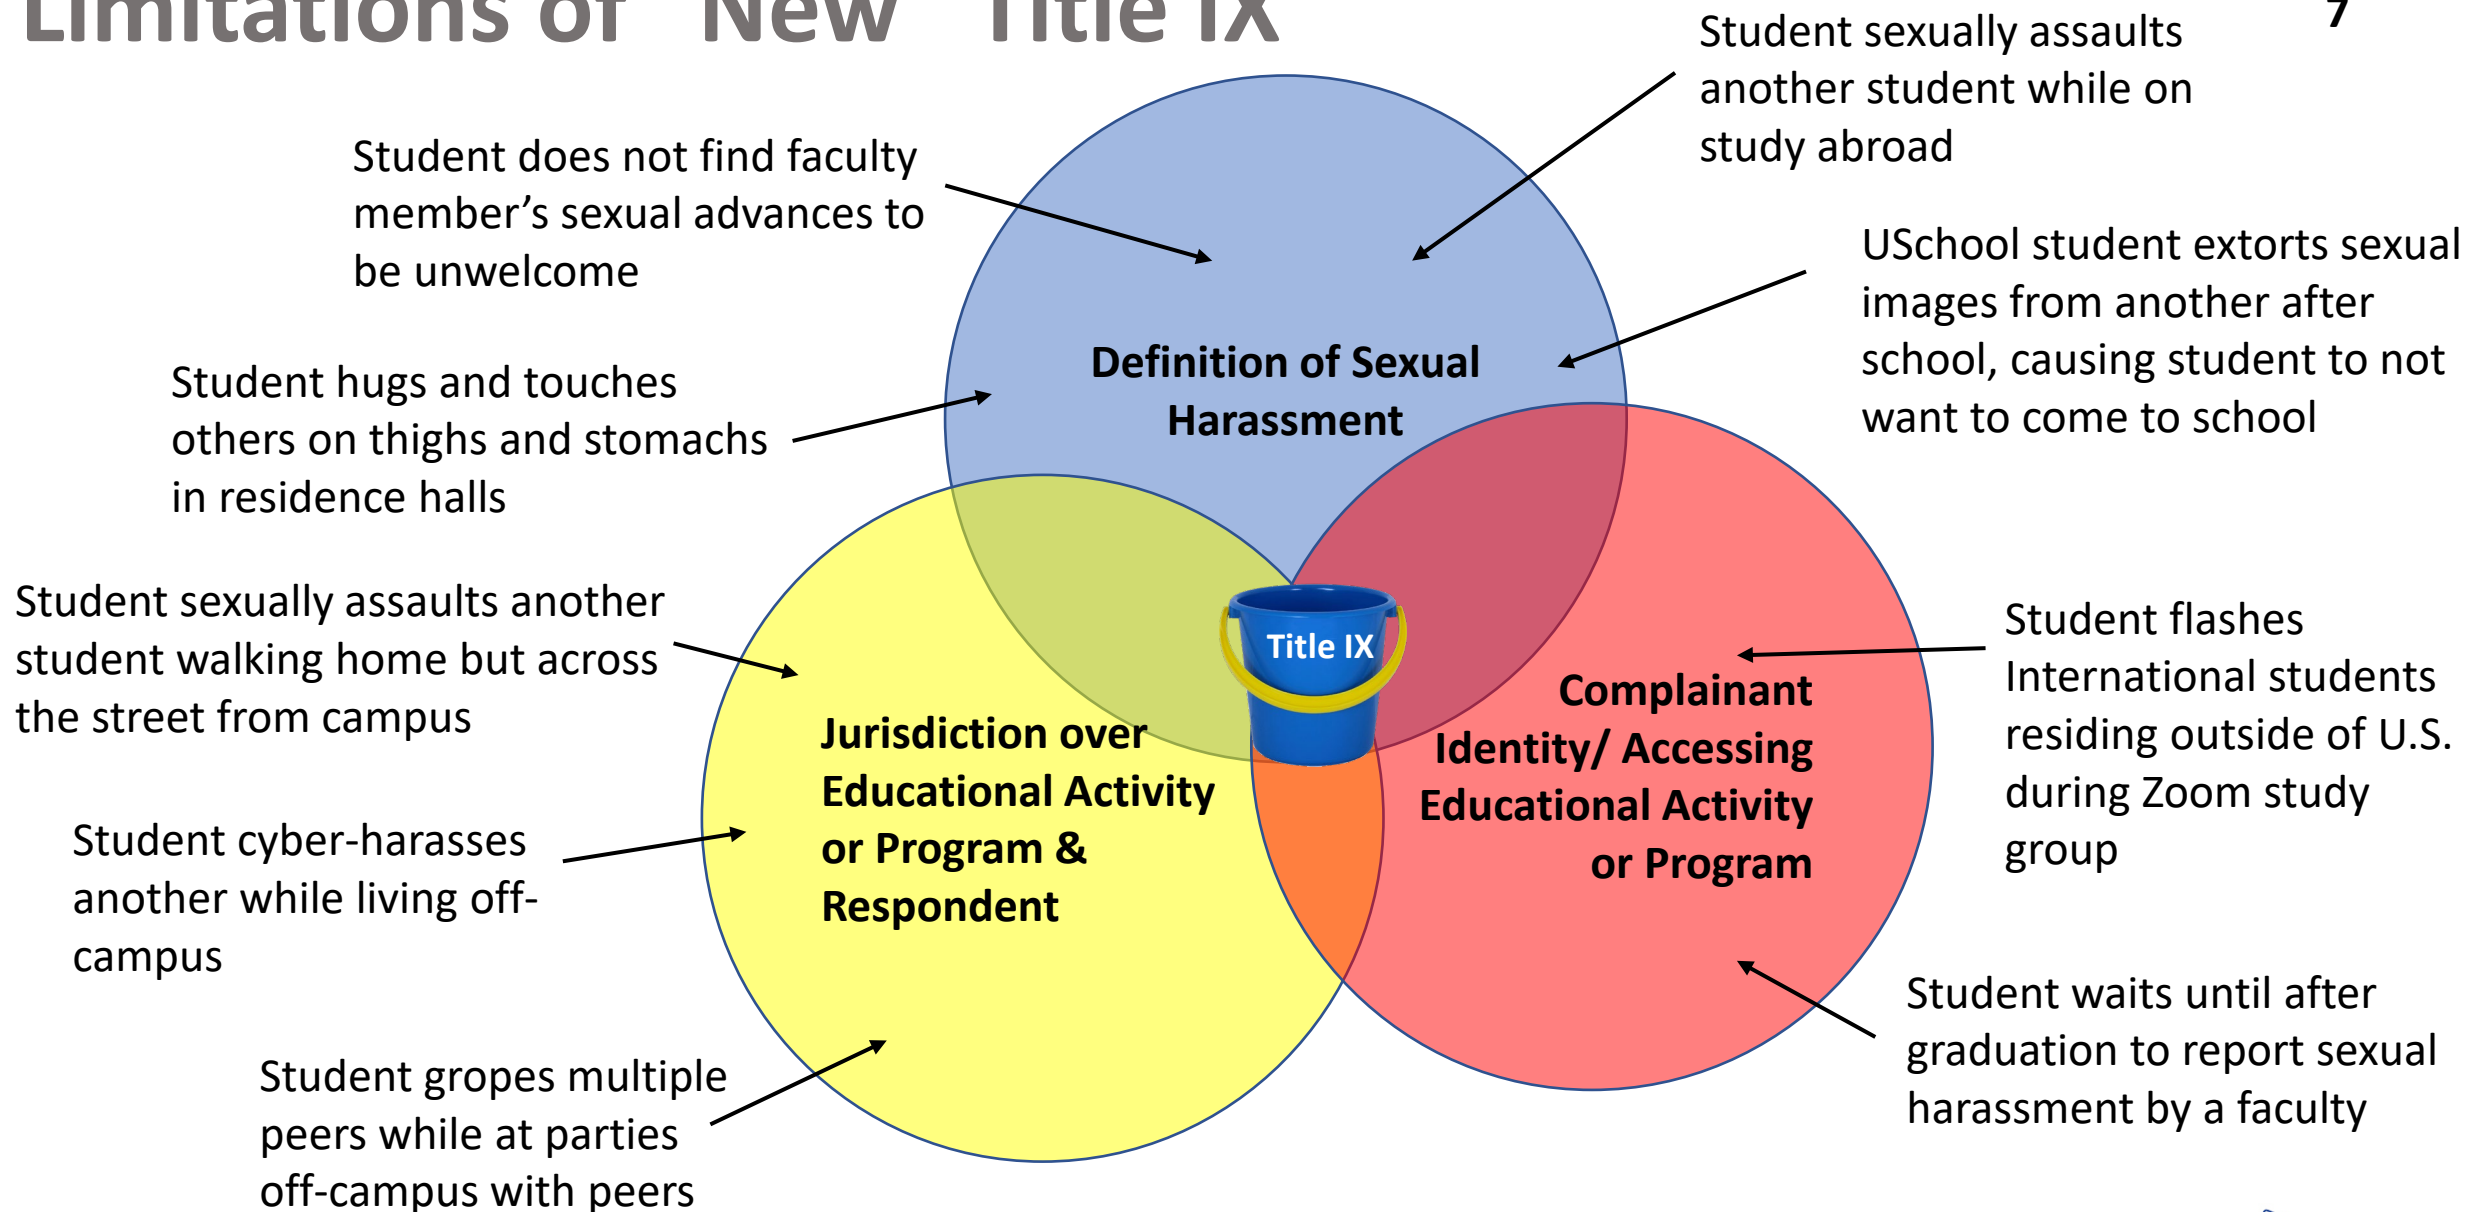 Limitations of "New" Title IX
7
Student sexually assaults
another student while on
study abroad
Student does not find faculty
member’s sexual advances to
be unwelcome
USchool student extorts sexual
images from another after
school, causing student to not
want to come to school
Definition of Sexual
Harassment
Student hugs and touches
others on thighs and stomachs
in residence halls
Student sexually assaults another
student walking home but across
the street from campus
Title IX
Student flashes
International students
residing outside of U.S.
during Zoom study
group
Complainant
Identity/ Accessing
Educational Activity
or Program
Jurisdiction over
Educational Activity
or Program &
Respondent
Student cyber-harasses
another while living off-
campus
Student waits until after
graduation to report sexual
harassment by a faculty
Student gropes multiple
peers while at parties
off-campus with peers